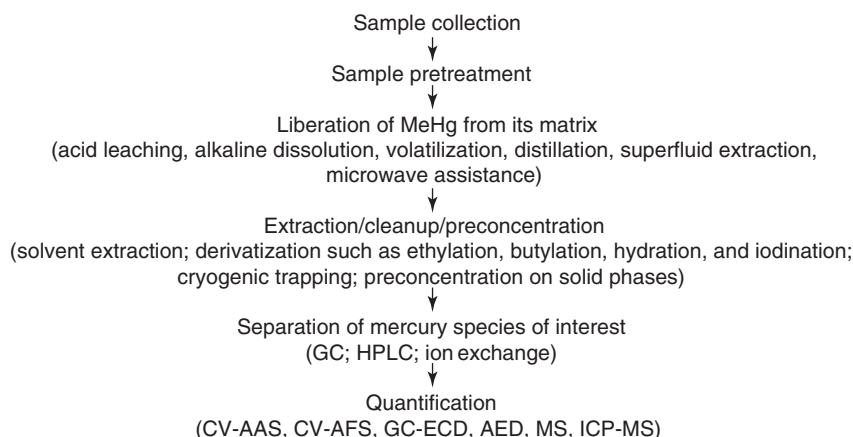 Sample collection
Sample pretreatment
Liberation of MeHg from its matrix
(acid leaching, alkaline dissolution, volatilization, distillation, superfluid extraction,
microwave assistance)
Extraction/cleanup/preconcentration
(solvent extraction; derivatization such as ethylation, butylation, hydration, and iodination;
cryogenic trapping; preconcentration on solid phases)
Separation of mercury species of interest
(GC; HPLC; ion exchange)
Quantification
(CV-AAS, CV-AFS, GC-ECD, AED, MS, ICP-MS)